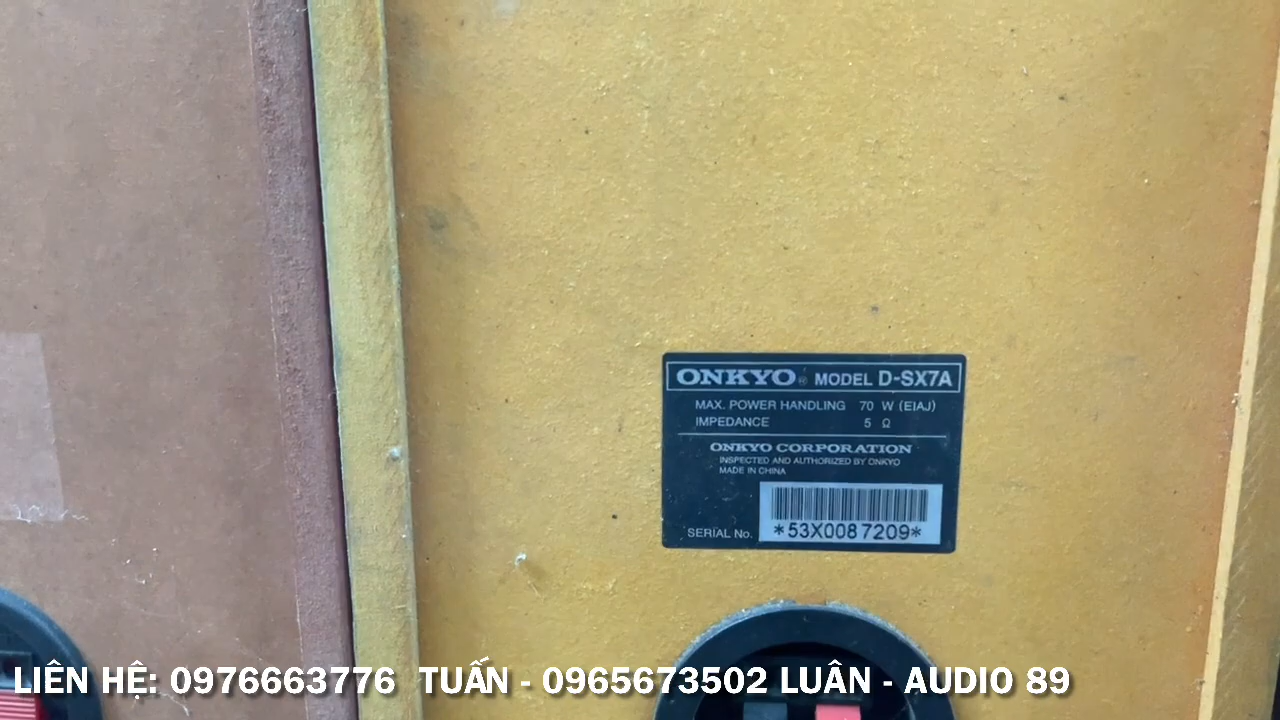 ONKYO® MODEL D-SX7A
MAX. POWER HANDLING 70 W (EIAJ)
IMPEDANCE 5 Ω
ONKYO CORPORATION
INSPECTED AND AUTHORIZED BY ONKYO
MADE IN CHINA
SERIAL No. *53X0087209*
LIÊN HỆ: 0976663776 TUẤN - 0965673502 LUÂN - AUDIO 89